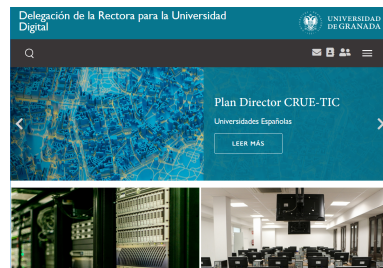 Delegación de la Rectora para la Universidad
Digital
UNIVERSIDAD
DE GRANADA
Plan Director CRUE-TIC
Universidades Españolas
LEER MÁS